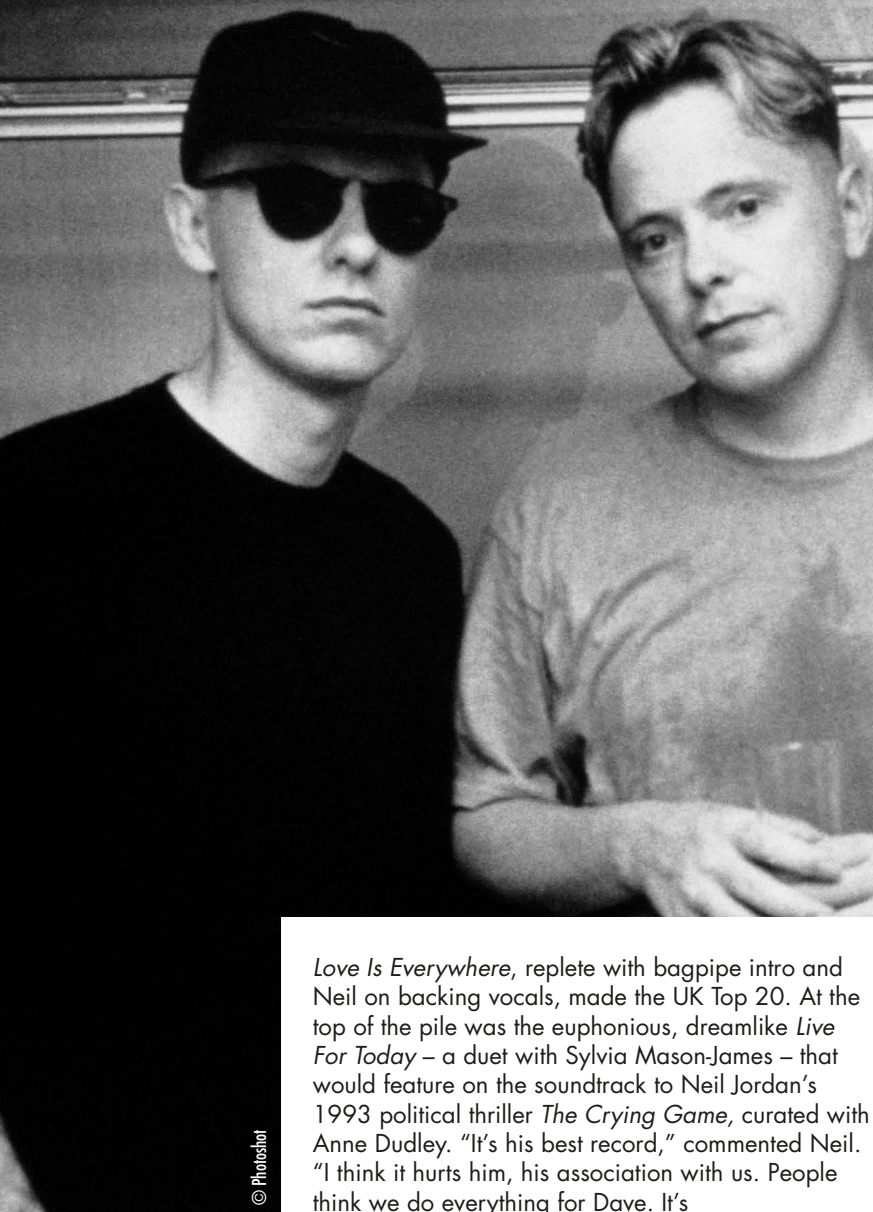 Love Is Everywhere, replete with bagpipe intro and
Neil on backing vocals, made the UK Top 20. At the
top of the pile was the euphonious, dreamlike Live
For Today – a duet with Sylvia Mason-James – that
would feature on the soundtrack to Neil Jordan’s
1993 political thriller The Crying Game, curated with
Anne Dudley. “It’s his best record,” commented Neil.
“I think it hurts him, his association with us. People
think we do everything for Dave. It’s
© Photoshot